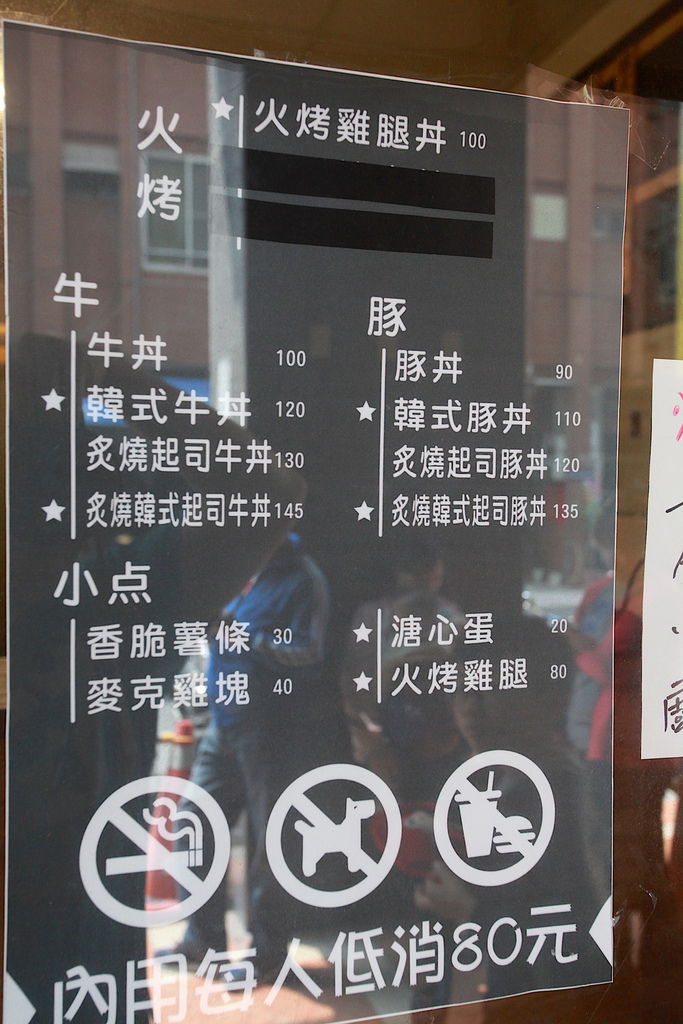 火烤
★火烤雞腿丼 100
牛
牛丼 100
★韓式牛丼 120
炙燒起司牛丼 130
★炙燒韓式起司牛丼 145
豚
豚丼 90
★韓式豚丼 110
炙燒起司豚丼 120
★炙燒韓式起司豚丼 135
小点
香脆薯條 30
麥克雞塊 40
★溏心蛋 20
★火烤雞腿 80
內用每人低消80元